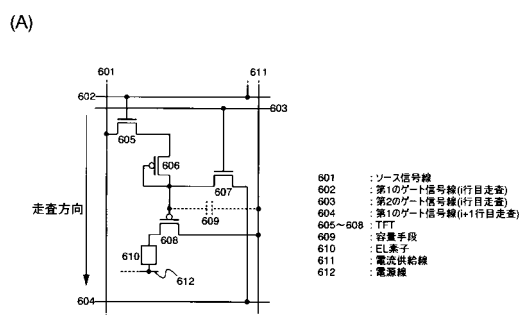 (A)
601
611
602
603
605
606
607
走査方向
608
609
610
612
604
601 : ソース信号線
602 : 第1のゲート信号線(i行目走査)
603 : 第2のゲート信号線(i行目走査)
604 : 第1のゲート信号線(i+1行目走査)
605~608 : TFT
609 : 容量手段
610 : EL素子
611 : 電流供給線
612 : 電源線